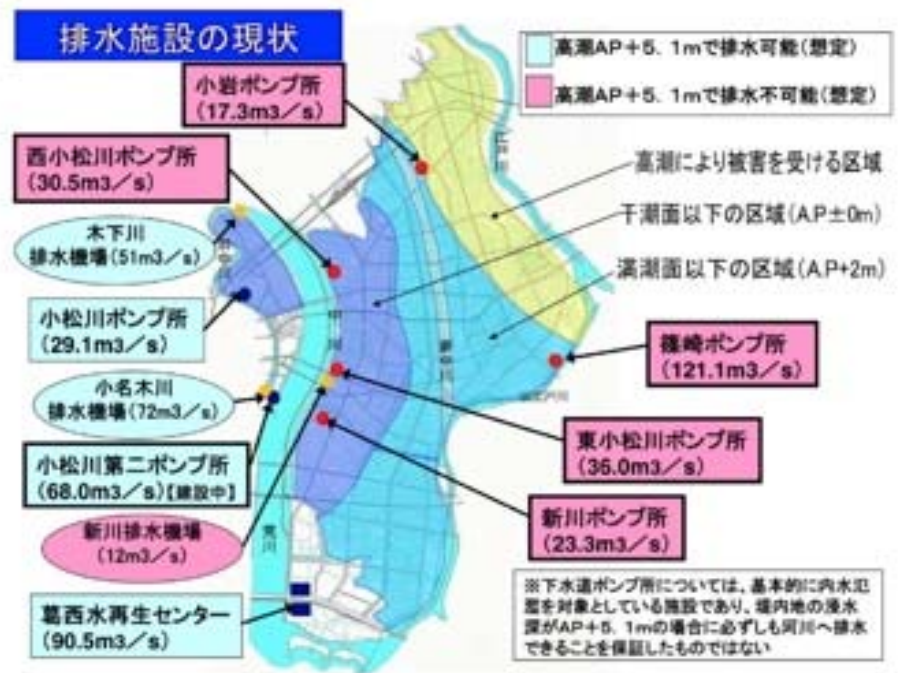 排水施設の現状
高潮AP+5.1mで排水可能(想定)
高潮AP+5.1mで排水不可能(想定)
小岩ポンプ所
(17.3m3/s)
西小松川ポンプ所
(30.5m3/s)
木下川
排水機場(51m3/s)
小松川ポンプ所
(29.1m3/s)
小名木川
排水機場(72m3/s)
小松川第二ポンプ所
(68.0m3/s)【建設中】
新川排水機場
(12m3/s)
葛西水再生センター
(90.5m3/s)
高潮により被害を受ける区域
干潮面以下の区域(A.P±0m)
満潮面以下の区域(A.P+2m)
篠崎ポンプ所
(121.1m3/s)
東小松川ポンプ所
(36.0m3/s)
新川ポンプ所
(23.3m3/s)
荒川
※下水道ポンプ所については、基本的に内水氾
濫を対象としている施設であり、堤内地の浸水
深がAP+5.1mの場合に必ずしも河川へ排水
できることを保証したものではない